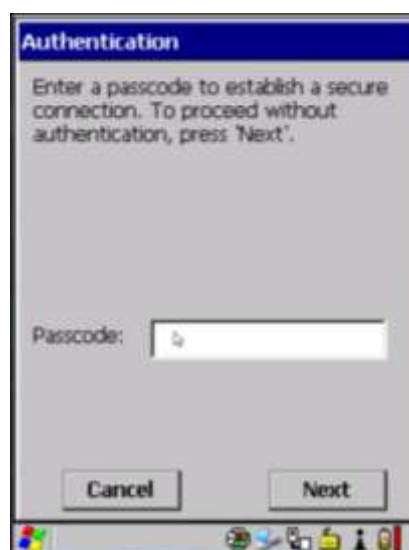 Authentication
Enter a passcode to establish a secure
connection. To proceed without
authentication, press 'Next'.
Passcode:
Cancel
Next